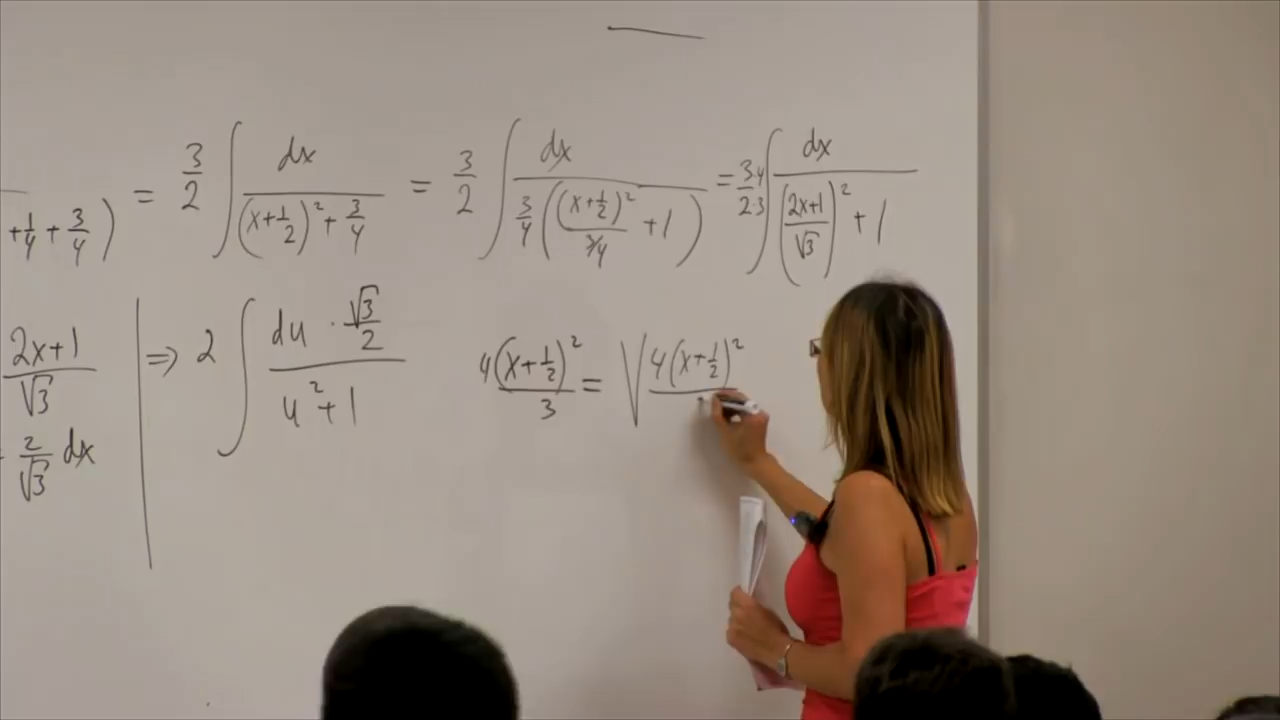 + 1/4 + 3/4 ) = 3/2 ∫ dx / ((x+1/2)² + 3/4) = 3/2 ∫ dx / (3/4 ((x+1/2)² / 3/4 + 1)) = 3·4/2·3 ∫ dx / ((2x+1 / √3)² + 1)
2x+1 / √3 ⇒ 2 ∫ du · √3/2 / (u² + 1)
4(x+1/2)² / 3 = √ 4(x+1/2)²
2/√3 dx